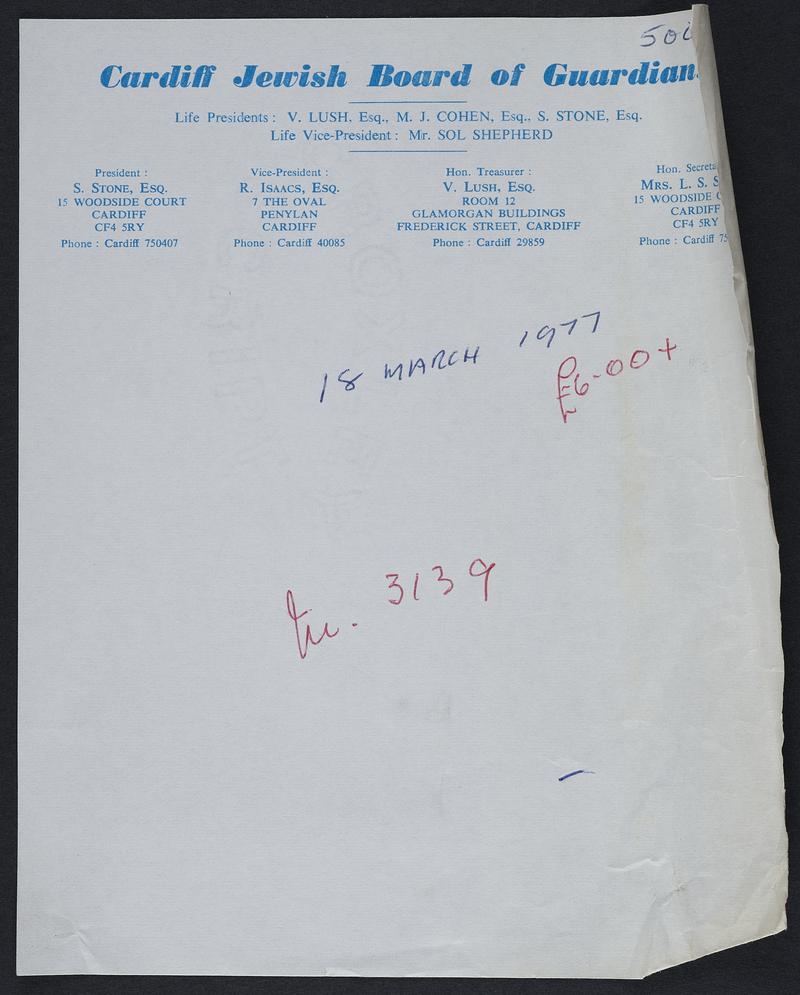 50
Cardiff Jewish Board of Guardian
Life Presidents : V. LUSH, Esq., M. J. COHEN, Esq., S. STONE, Esq.
Life Vice-President : Mr. SOL SHEPHERD
President :
S. STONE, ESQ.
15 WOODSIDE COURT
CARDIFF
CF4 5RY
Phone : Cardiff 750407
Vice-President :
R. ISAACS, ESQ.
7 THE OVAL
PENYLAN
CARDIFF
Phone : Cardiff 40085
Hon. Treasurer :
V. LUSH, ESQ.
ROOM 12
GLAMORGAN BUILDINGS
FREDERICK STREET, CARDIFF
Phone : Cardiff 29859
Hon. Secreta
MRS. L. S. S
15 WOODSIDE C
CARDIFF
CF4 5RY
Phone : Cardiff 75
18 MARCH 1977
£6-00+
3139